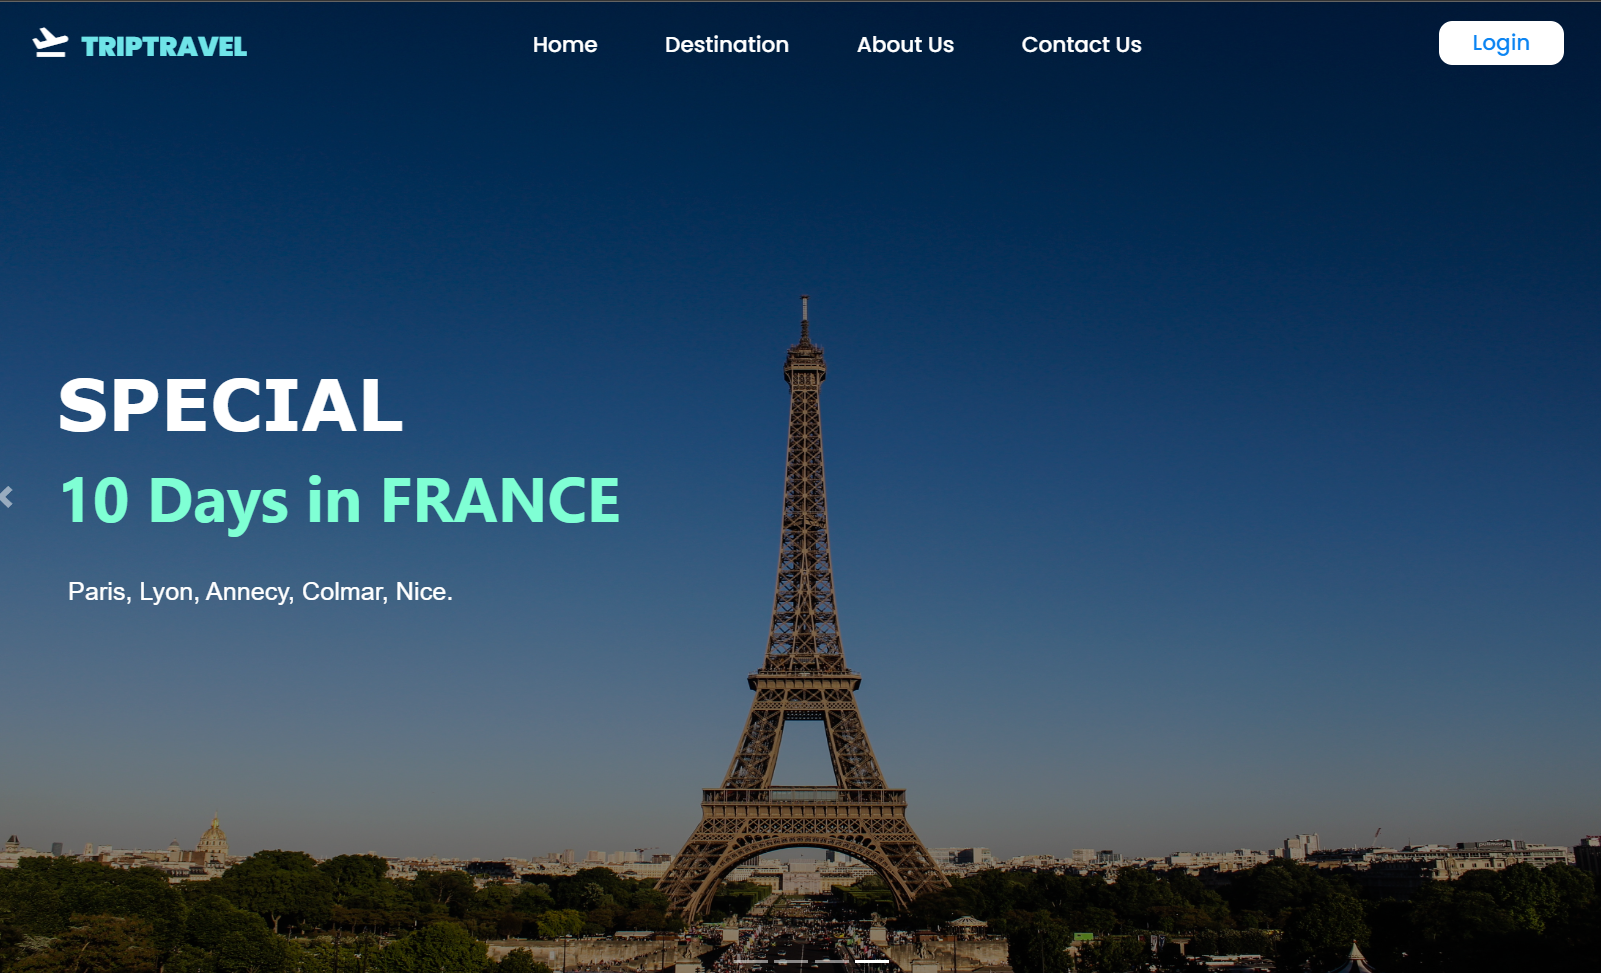 TRIPTRAVEL
Home Destination About Us Contact Us
Login
SPECIAL
10 Days in FRANCE
Paris, Lyon, Annecy, Colmar, Nice.